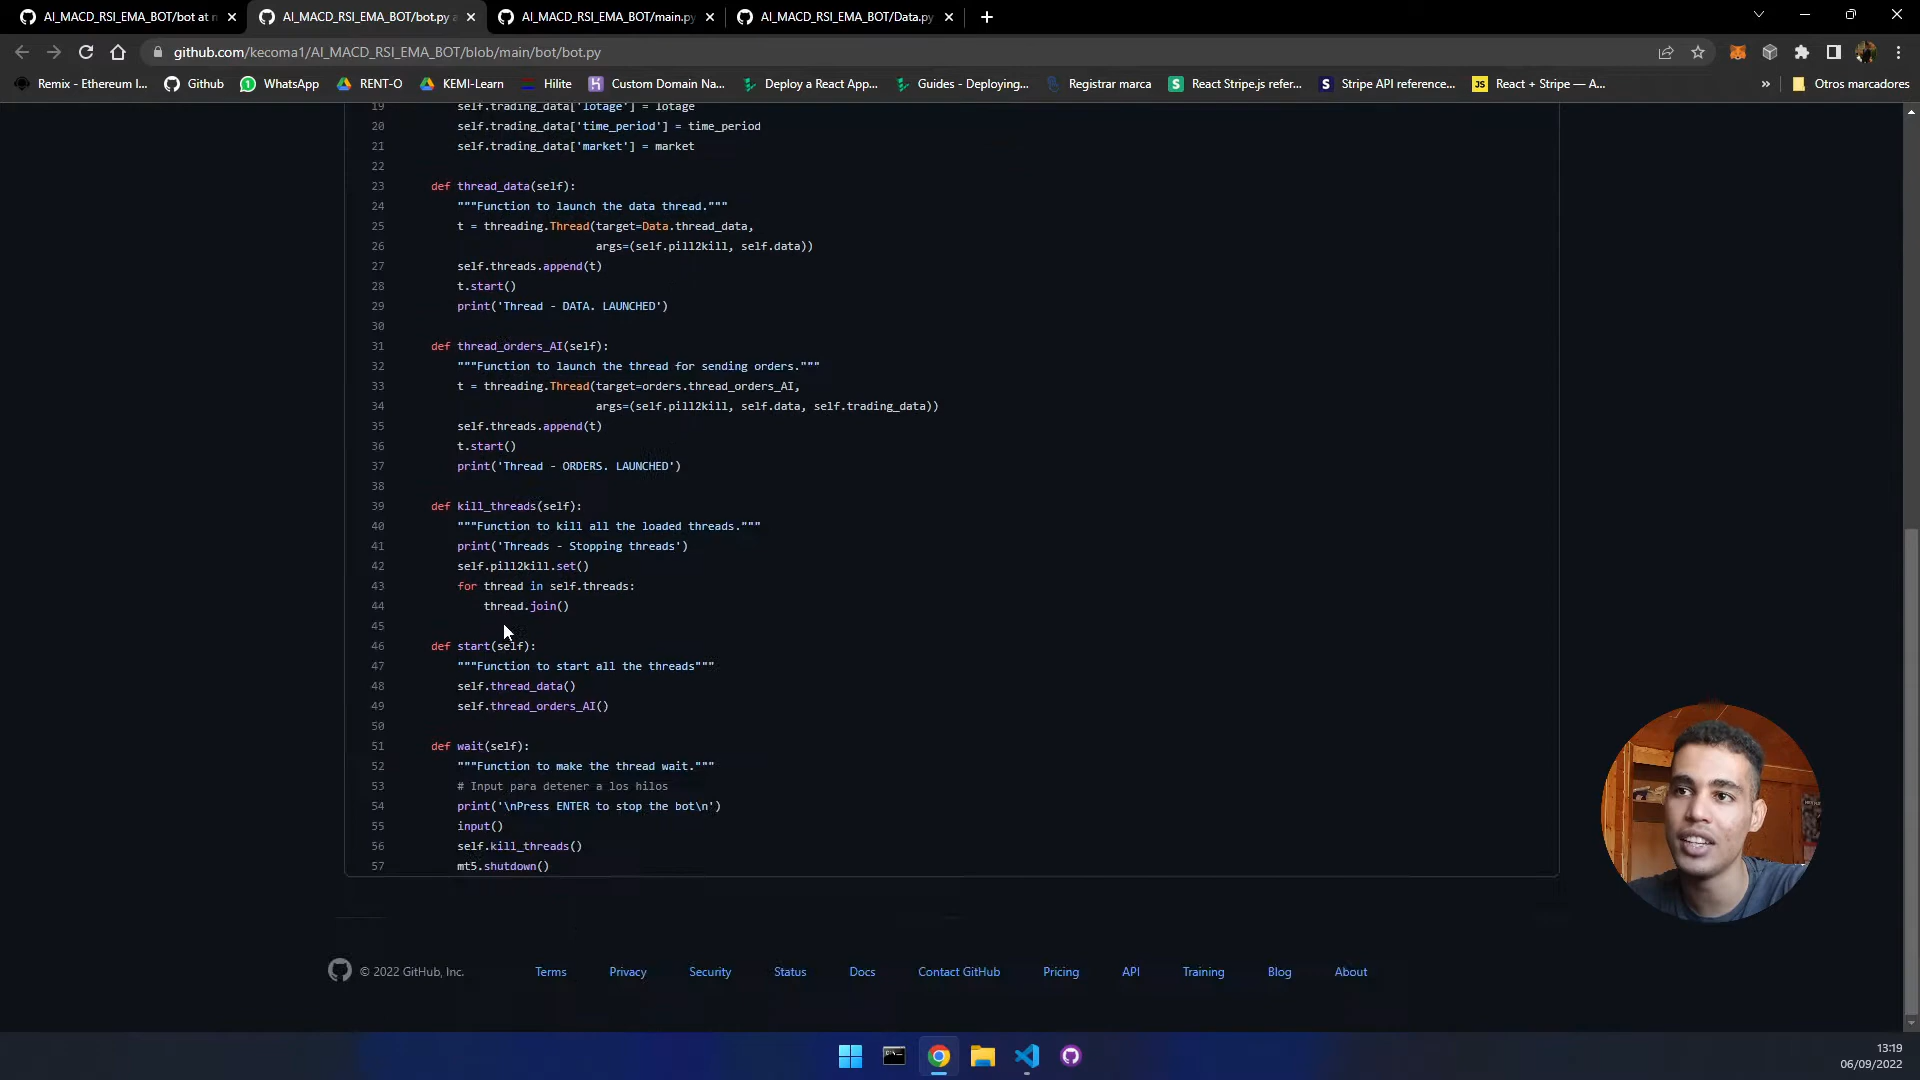 AI_MACD_RSI_EMA_BOT/bot at m
AI_MACD_RSI_EMA_BOT/bot.py a
AI_MACD_RSI_EMA_BOT/main.py
AI_MACD_RSI_EMA_BOT/Data.py
github.com/kecoma1/AI_MACD_RSI_EMA_BOT/blob/main/bot/bot.py
Remix - Ethereum I...
Github
WhatsApp
RENT-O
KEMI-Learn
Hilite
Custom Domain Na...
Deploy a React App...
Guides - Deploying...
Registrar marca
React Stripe.js refer...
Stripe API reference...
React + Stripe — A...
»
Otros marcadores
19 self.trading_data['lotage'] = lotage
20 self.trading_data['time_period'] = time_period
21 self.trading_data['market'] = market
22
23 def thread_data(self):
24 """Function to launch the data thread."""
25 t = threading.Thread(target=Data.thread_data,
26 args=(self.pill2kill, self.data))
27 self.threads.append(t)
28 t.start()
29 print('Thread - DATA. LAUNCHED')
30
31 def thread_orders_AI(self):
32 """Function to launch the thread for sending orders."""
33 t = threading.Thread(target=orders.thread_orders_AI,
34 args=(self.pill2kill, self.data, self.trading_data))
35 self.threads.append(t)
36 t.start()
37 print('Thread - ORDERS. LAUNCHED')
38
39 def kill_threads(self):
40 """Function to kill all the loaded threads."""
41 print('Threads - Stopping threads')
42 self.pill2kill.set()
43 for thread in self.threads:
44 thread.join()
45
46 def start(self):
47 """Function to start all the threads"""
48 self.thread_data()
49 self.thread_orders_AI()
50
51 def wait(self):
52 """Function to make the thread wait."""
53 # Input para detener a los hilos
54 print('\nPress ENTER to stop the bot\n')
55 input()
56 self.kill_threads()
57 mt5.shutdown()
© 2022 GitHub, Inc.
Terms
Privacy
Security
Status
Docs
Contact GitHub
Pricing
API
Training
Blog
About
13:19
06/09/2022